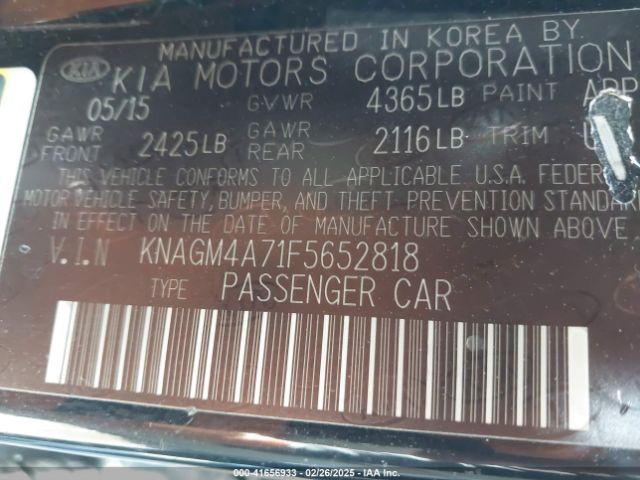 MANUFACTURED IN KOREA BY
KIA KIA MOTORS CORPORATION
05/15 GVWR 4365LB PAINT
GAWR FRONT 2425LB GAWR REAR 2116LB TRIM
THIS VEHICLE CONFORMS TO ALL APPLICABLE U.S.A. FEDER
MOTOR VEHICLE SAFETY, BUMPER, AND THEFT PREVENTION STANDAR
IN EFFECT ON THE DATE OF MANUFACTURE SHOWN ABOVE
V.I.N KNAGM4A71F5652818
TYPE PASSENGER CAR
000-41656933 - 02/26/2025 - IAA Inc.